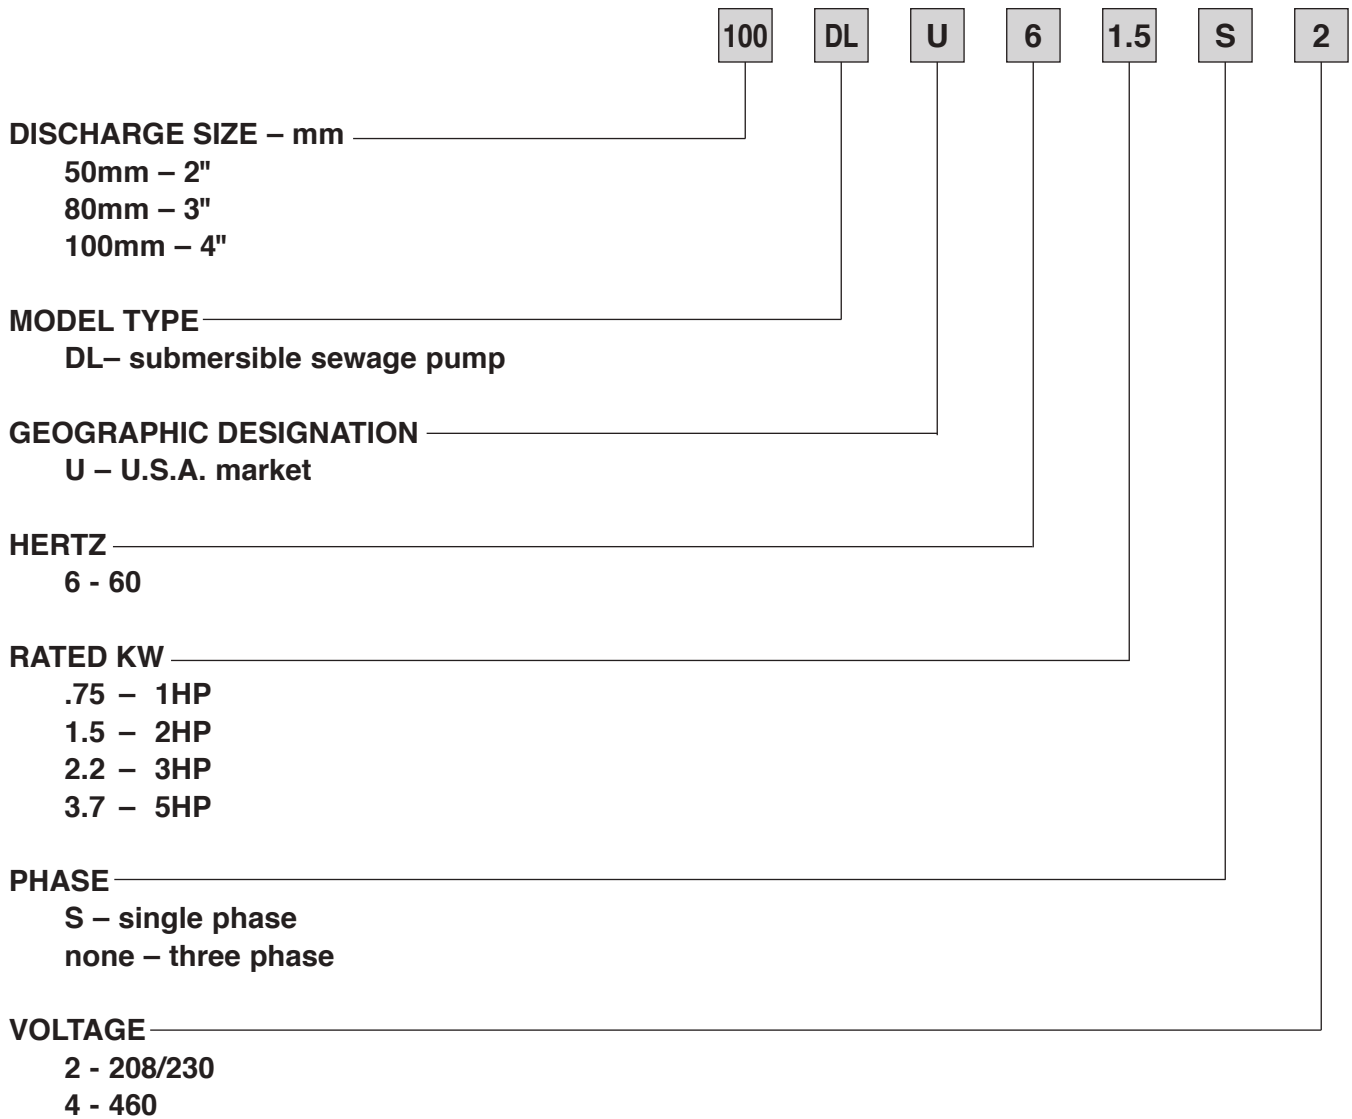 100 DL U 6 1.5 S 2
DISCHARGE SIZE – mm
50mm – 2"
80mm – 3"
100mm – 4"
MODEL TYPE
DL– submersible sewage pump
GEOGRAPHIC DESIGNATION
U – U.S.A. market
HERTZ
6 - 60
RATED KW
.75 – 1HP
1.5 – 2HP
2.2 – 3HP
3.7 – 5HP
PHASE
S – single phase
none – three phase
VOLTAGE
2 - 208/230
4 - 460